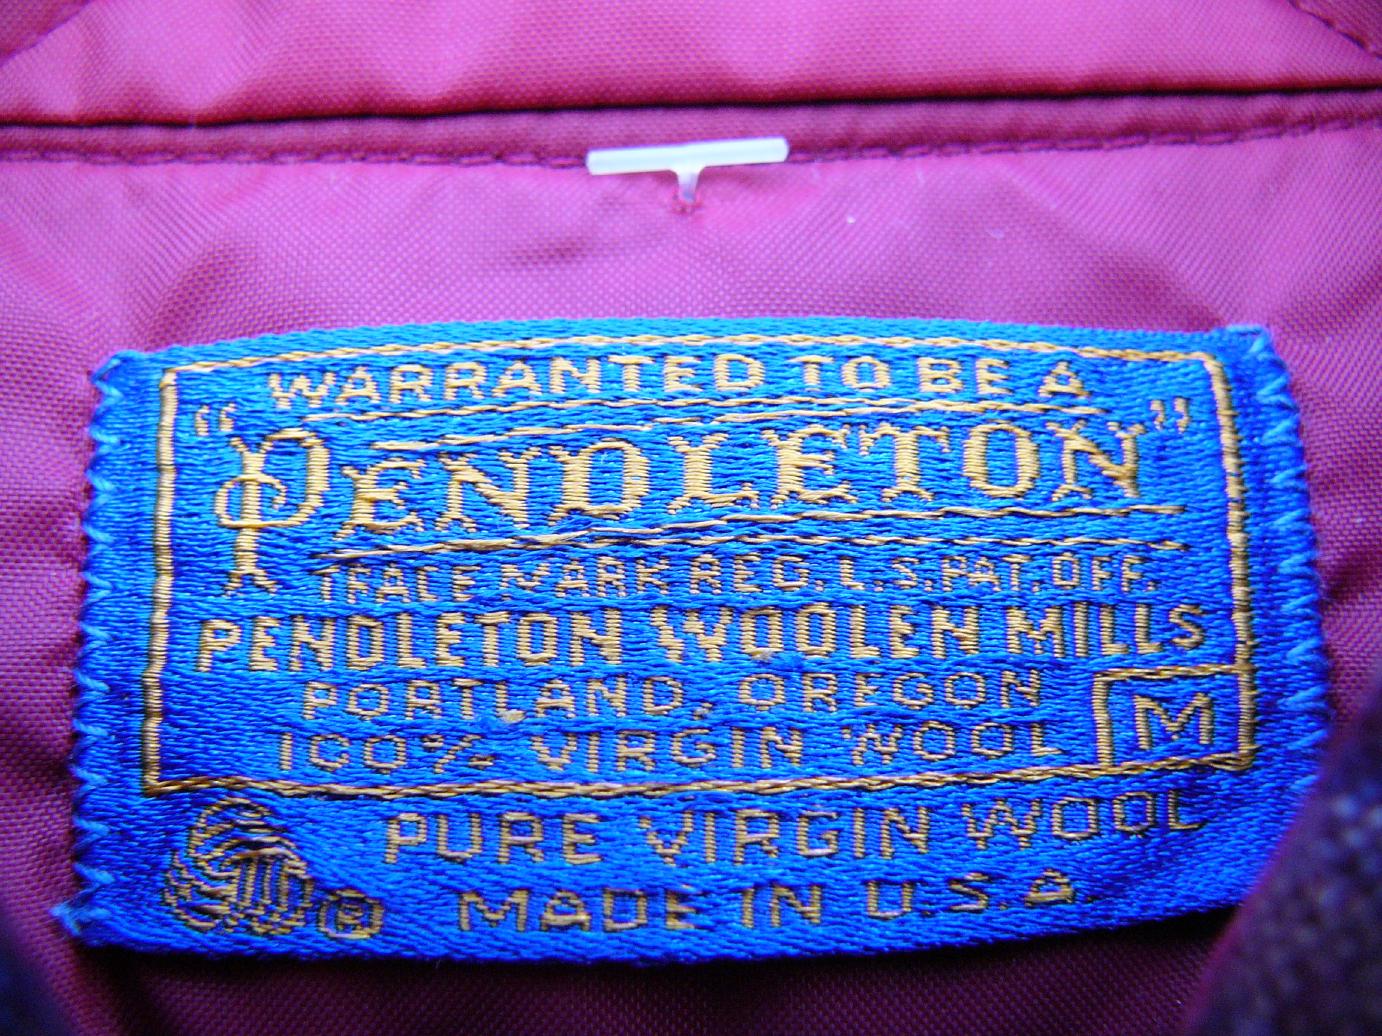 WARRANTED TO BE A
"PENDLETON"
TRADE MARK REG. U.S. PAT. OFF.
PENDLETON WOOLEN MILLS
PORTLAND, OREGON
100% VIRGIN WOOL
M
PURE VIRGIN WOOL
® MADE IN U.S.A.